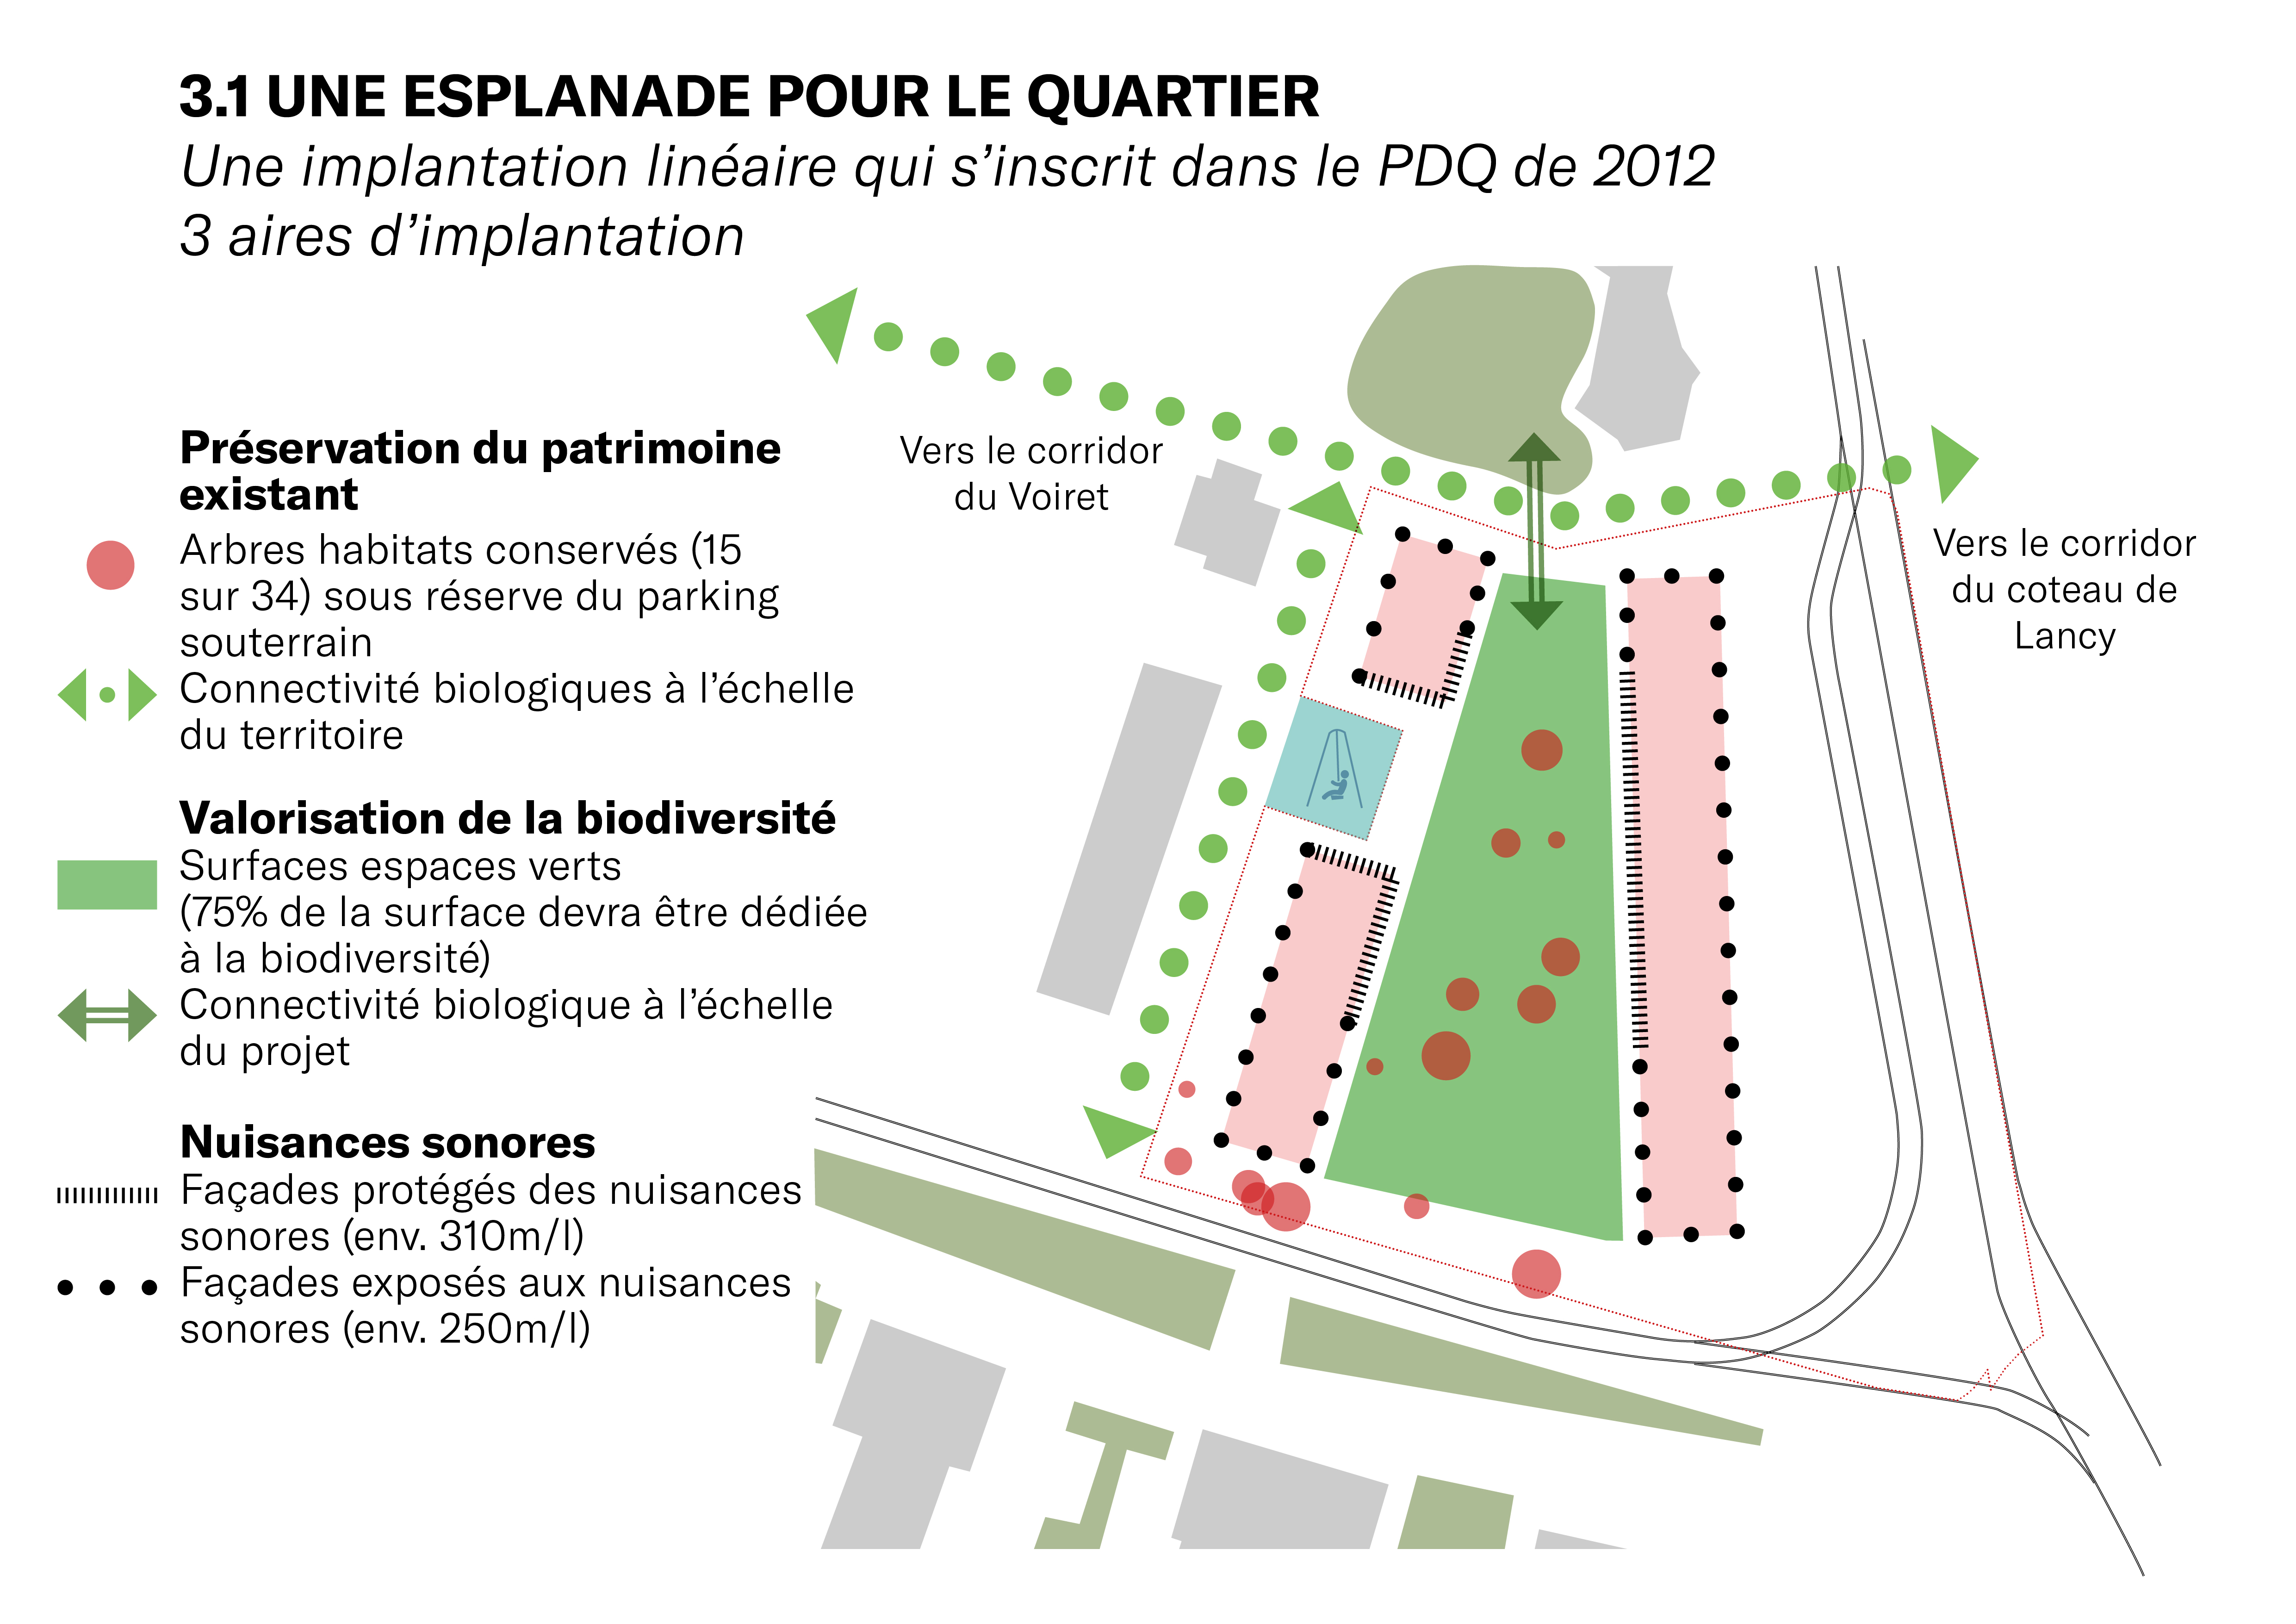 3.1 UNE ESPLANADE POUR LE QUARTIER
Une implantation linéaire qui s’inscrit dans le PDQ de 2012
3 aires d’implantation
Préservation du patrimoine
existant
Arbres habitats conservés (15
sur 34) sous réserve du parking
souterrain
Connectivité biologiques à l’échelle
du territoire
Valorisation de la biodiversité
Surfaces espaces verts
(75% de la surface devra être dédiée
à la biodiversité)
Connectivité biologique à l’échelle
du projet
Nuisances sonores
Façades protégés des nuisances
sonores (env. 310m/l)
Façades exposés aux nuisances
sonores (env. 250m/l)
Vers le corridor
du Voiret
Vers le corridor
du coteau de
Lancy